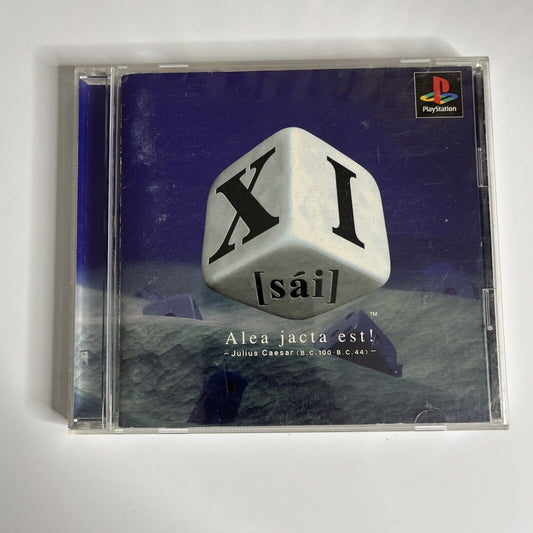 PlayStation
X I
[sái]
TM
Alea jacta est!
–Julius Caesar (B.C.100-B.C.44)–